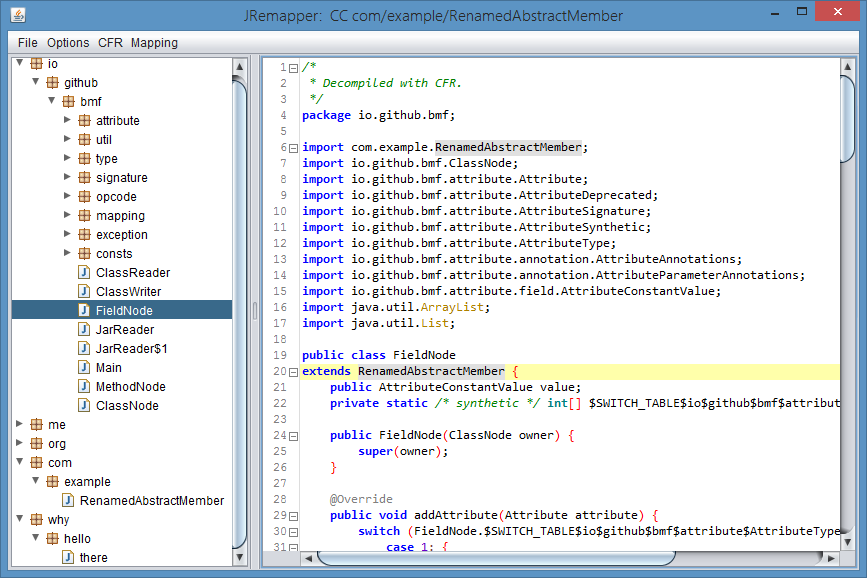 JRemapper: CC com/example/RenamedAbstractMember
File Options CFR Mapping
io
github
bmf
attribute
util
type
signature
opcode
mapping
exception
consts
ClassReader
ClassWriter
FieldNode
JarReader
JarReader$1
Main
MethodNode
ClassNode
me
org
com
example
RenamedAbstractMember
why
hello
there
1 /*
2 * Decompiled with CFR.
3 */
4 package io.github.bmf;
5
6 import com.example.RenamedAbstractMember;
7 import io.github.bmf.ClassNode;
8 import io.github.bmf.attribute.Attribute;
9 import io.github.bmf.attribute.AttributeDeprecated;
10 import io.github.bmf.attribute.AttributeSignature;
11 import io.github.bmf.attribute.AttributeSynthetic;
12 import io.github.bmf.attribute.AttributeType;
13 import io.github.bmf.attribute.annotation.AttributeAnnotations;
14 import io.github.bmf.attribute.annotation.AttributeParameterAnnotations;
15 import io.github.bmf.attribute.field.AttributeConstantValue;
16 import java.util.ArrayList;
17 import java.util.List;
18
19 public class FieldNode
20 extends RenamedAbstractMember {
21 public AttributeConstantValue value;
22 private static /* synthetic */ int[] $SWITCH_TABLE$io$github$bmf$attribut
23
24 public FieldNode(ClassNode owner) {
25 super(owner);
26 }
27
28 @Override
29 public void addAttribute(Attribute attribute) {
30 switch (FieldNode.$SWITCH_TABLE$io$github$bmf$attribute$AttributeType
31 case 1: {